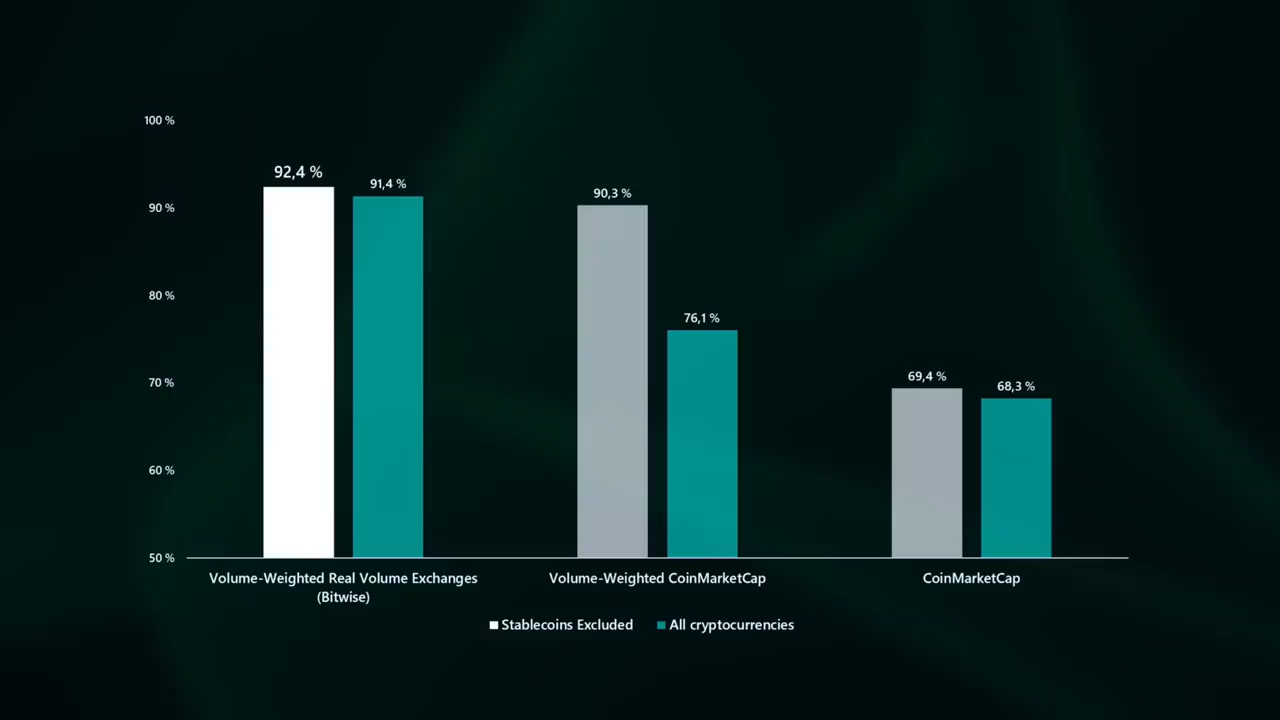 100 %
92,4 %
91,4 %
90,3 %
90 %
80 %
76,1 %
70 %
69,4 %
68,3 %
60 %
50 %
Volume-Weighted Real Volume Exchanges
(Bitwise)
Volume-Weighted CoinMarketCap
CoinMarketCap
Stablecoins Excluded
All cryptocurrencies